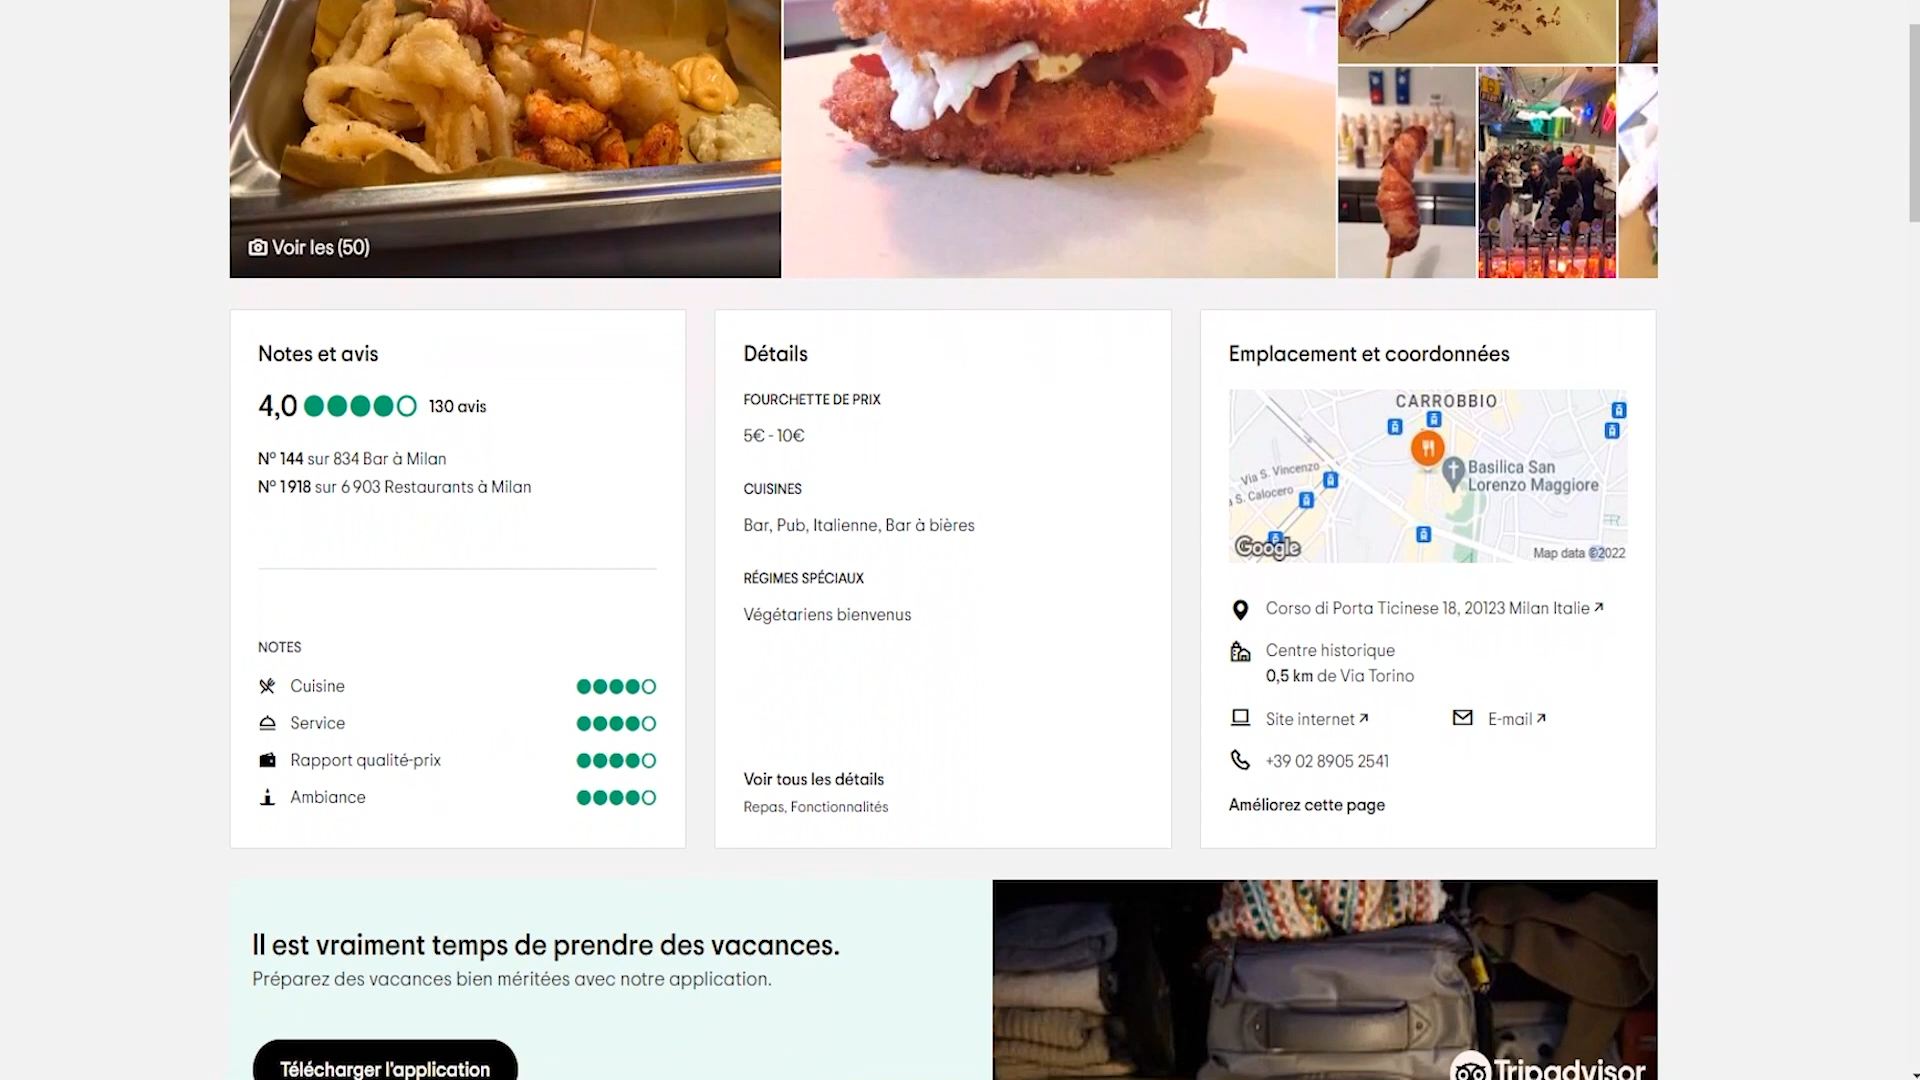 Voir les (50)
Notes et avis
4,0 130 avis
Nº 144 sur 834 Bar à Milan
Nº 1 918 sur 6 903 Restaurants à Milan
NOTES
Cuisine
Service
Rapport qualité-prix
Ambiance
Détails
FOURCHETTE DE PRIX
5€ - 10€
CUISINES
Bar, Pub, Italienne, Bar à bières
RÉGIMES SPÉCIAUX
Végétariens bienvenus
Voir tous les détails
Repas, Fonctionnalités
Emplacement et coordonnées
CARROBBIO
Via S. Vincenzo
S. Calocero
Basilica San
Lorenzo Maggiore
Google
Map data ©2022
Corso di Porta Ticinese 18, 20123 Milan Italie
Centre historique
0,5 km de Via Torino
Site internet
E-mail
+39 02 8905 2541
Améliorez cette page
Il est vraiment temps de prendre des vacances.
Préparez des vacances bien méritées avec notre application.
Télécharger l'application
Tripadvisor